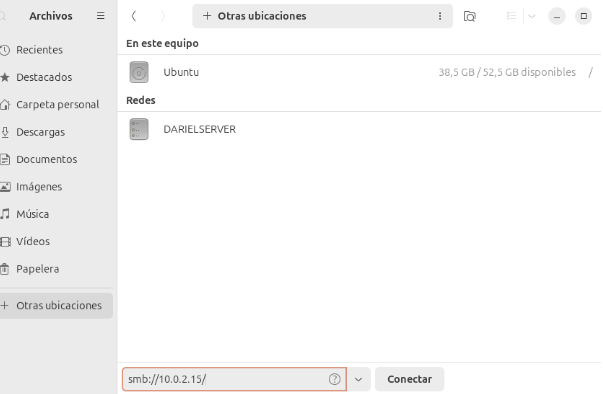 Archivos
+ Otras ubicaciones
Recientes
Destacados
Carpeta personal
Descargas
Documentos
Imágenes
Música
Vídeos
Papelera
+ Otras ubicaciones
En este equipo
Ubuntu 38,5 GB / 52,5 GB disponibles /
Redes
DARIELSERVER
smb://10.0.2.15/ ? Conectar